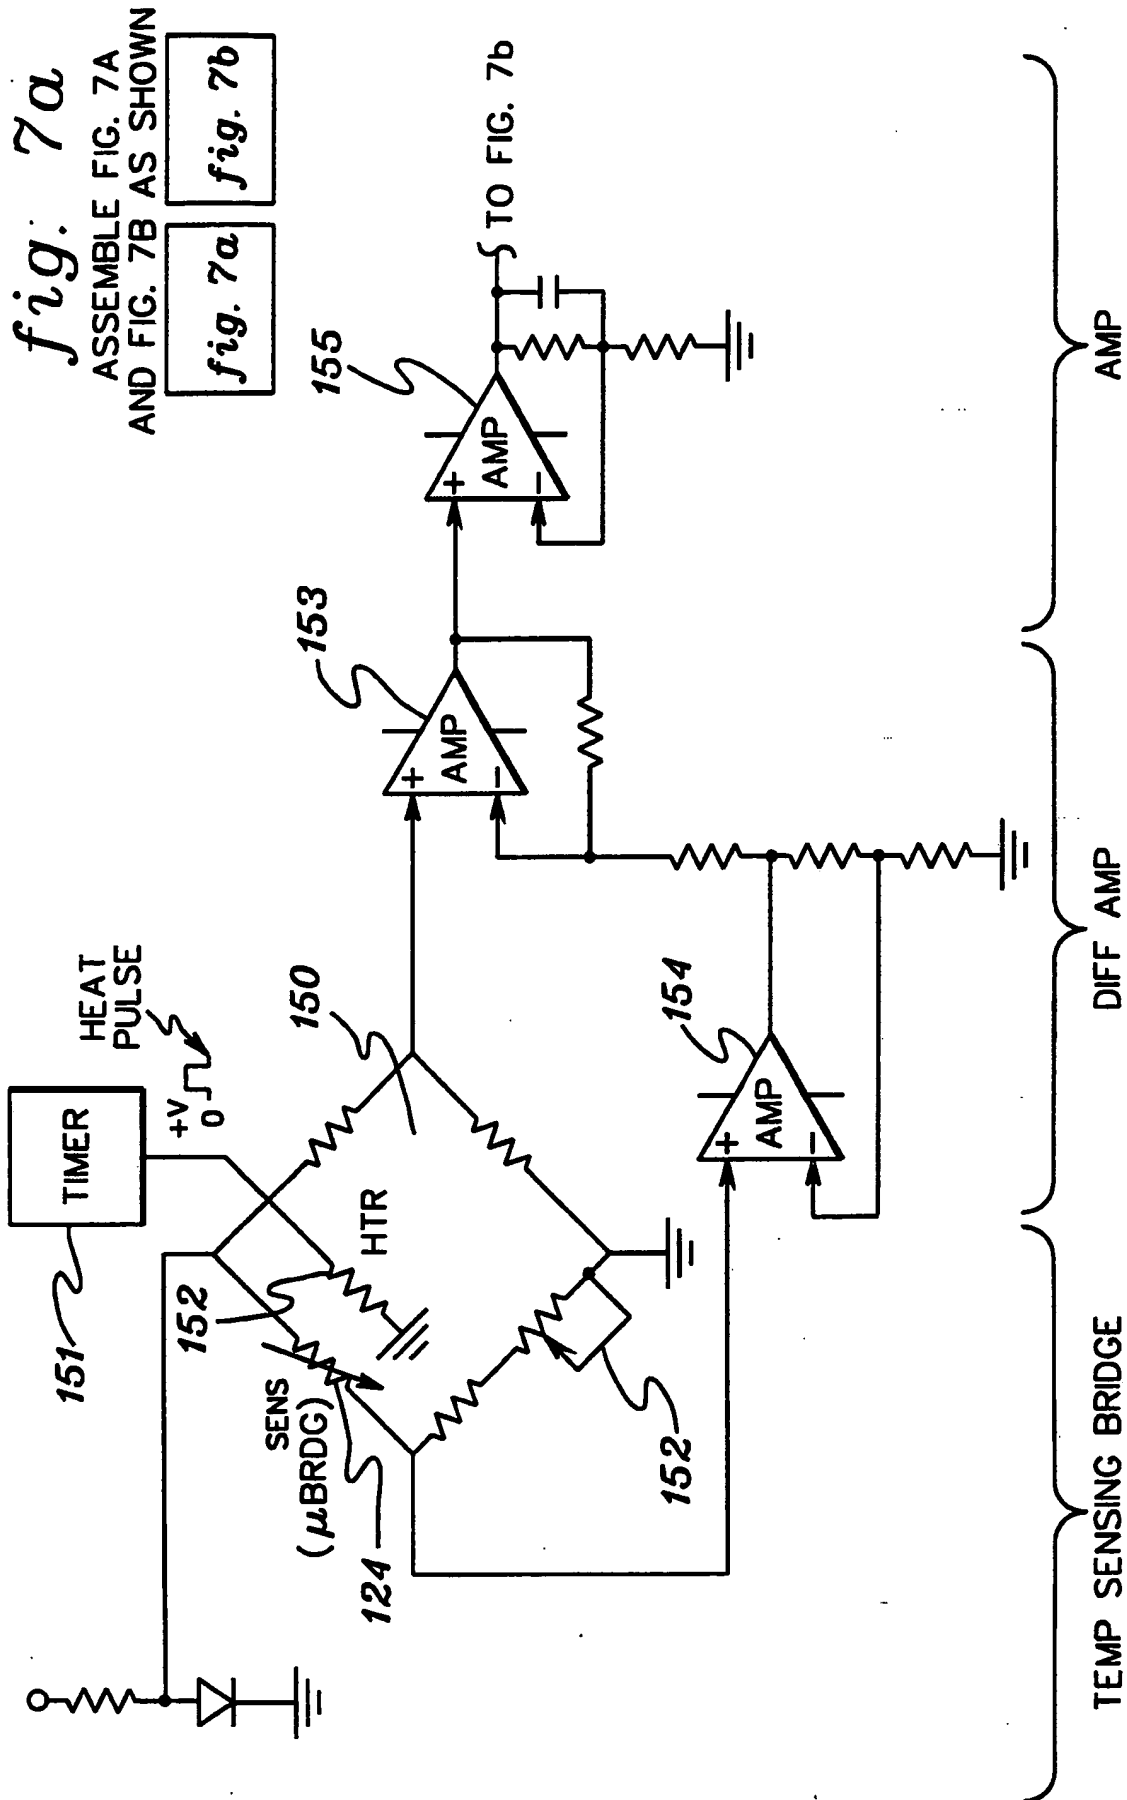 fig. 7a
ASSEMBLE FIG. 7A
AND FIG. 7B AS SHOWN
fig. 7a
fig. 7b
TIMER
151
HEAT
PULSE
+V
0
152
HTR
150
SENS
(μBRDG)
124
152
153
+
AMP
−
154
+
AMP
−
155
+
AMP
−
TO FIG. 7b
TEMP SENSING BRIDGE
DIFF AMP
AMP